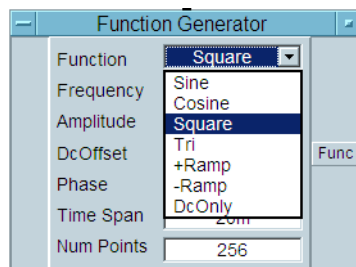 Function Generator
Function Square
Frequency
Amplitude
DcOffset
Phase
Time Span
Num Points 256
Sine
Cosine
Square
Tri
+Ramp
-Ramp
DcOnly
Func